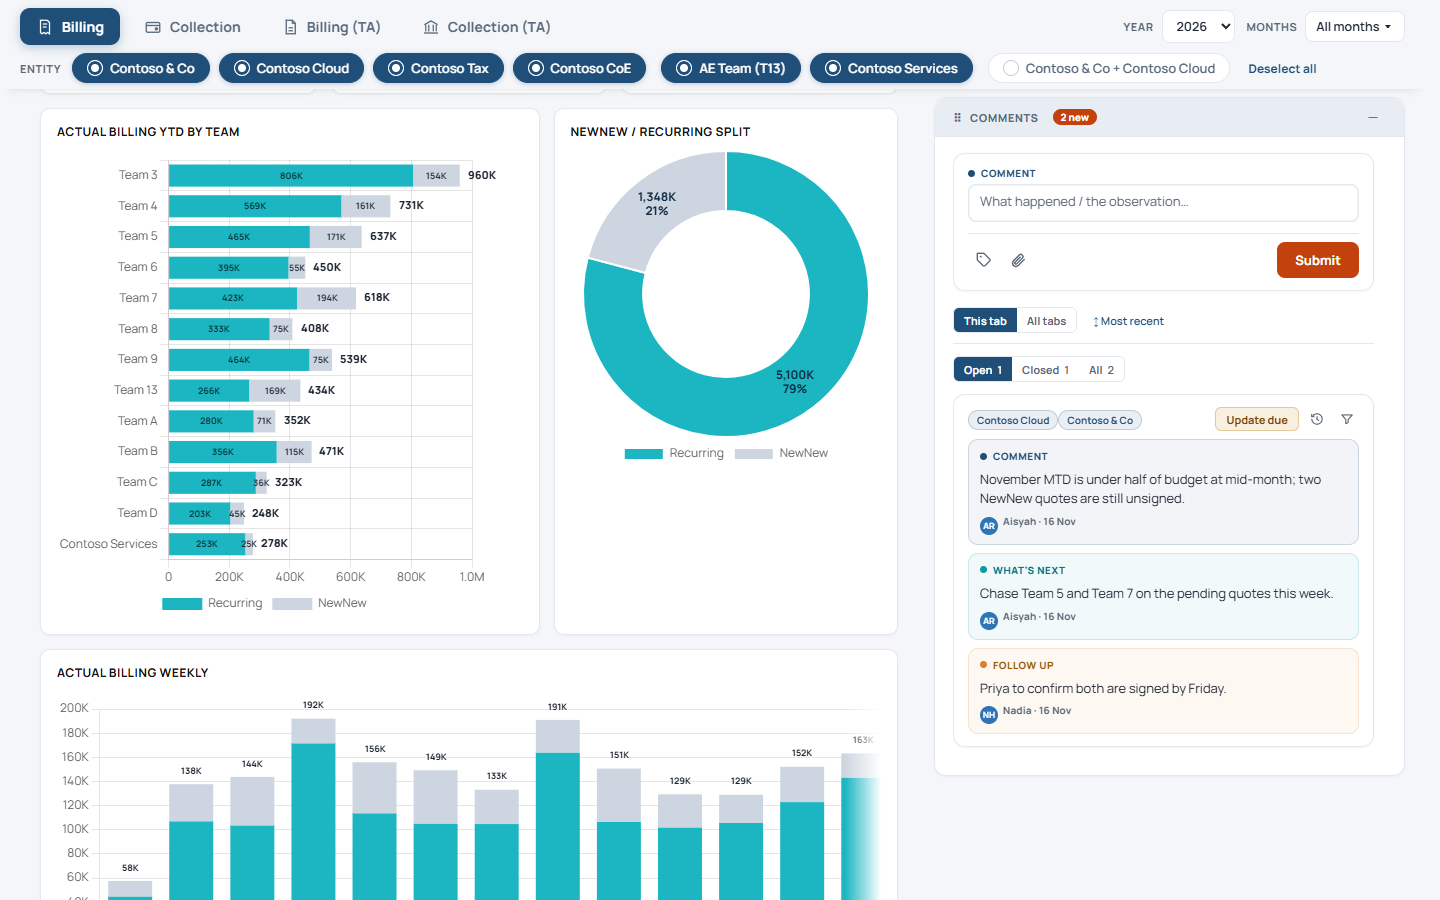 Billing
Collection
Billing (TA)
Collection (TA)
YEAR 2026 MONTHS All months
ENTITY Contoso & Co Contoso Cloud Contoso Tax Contoso CoE AE Team (T13) Contoso Services Contoso & Co + Contoso Cloud Deselect all
ACTUAL BILLING YTD BY TEAM
Team 3 806K 154K 960K
Team 4 569K 161K 731K
Team 5 465K 171K 637K
Team 6 395K 55K 450K
Team 7 423K 194K 618K
Team 8 333K 75K 408K
Team 9 464K 75K 539K
Team 13 266K 169K 434K
Team A 280K 71K 352K
Team B 356K 115K 471K
Team C 287K 36K 323K
Team D 203K 45K 248K
Contoso Services 253K 25K 278K
0 200K 400K 600K 800K 1.0M
Recurring NewNew
NEWNEW / RECURRING SPLIT
1,348K
21%
5,100K
79%
Recurring NewNew
ACTUAL BILLING WEEKLY
200K
180K
160K
140K
120K
100K
80K
60K
40K
58K 138K 144K 192K 156K 149K 133K 191K 151K 129K 129K 152K 163K
COMMENTS 2 new
COMMENT
What happened / the observation...
Submit
This tab All tabs Most recent
Open 1 Closed 1 All 2
Contoso Cloud Contoso & Co Update due
COMMENT
November MTD is under half of budget at mid-month; two
NewNew quotes are still unsigned.
AR Aisyah · 16 Nov
WHAT'S NEXT
Chase Team 5 and Team 7 on the pending quotes this week.
AR Aisyah · 16 Nov
FOLLOW UP
Priya to confirm both are signed by Friday.
NH Nadia · 16 Nov